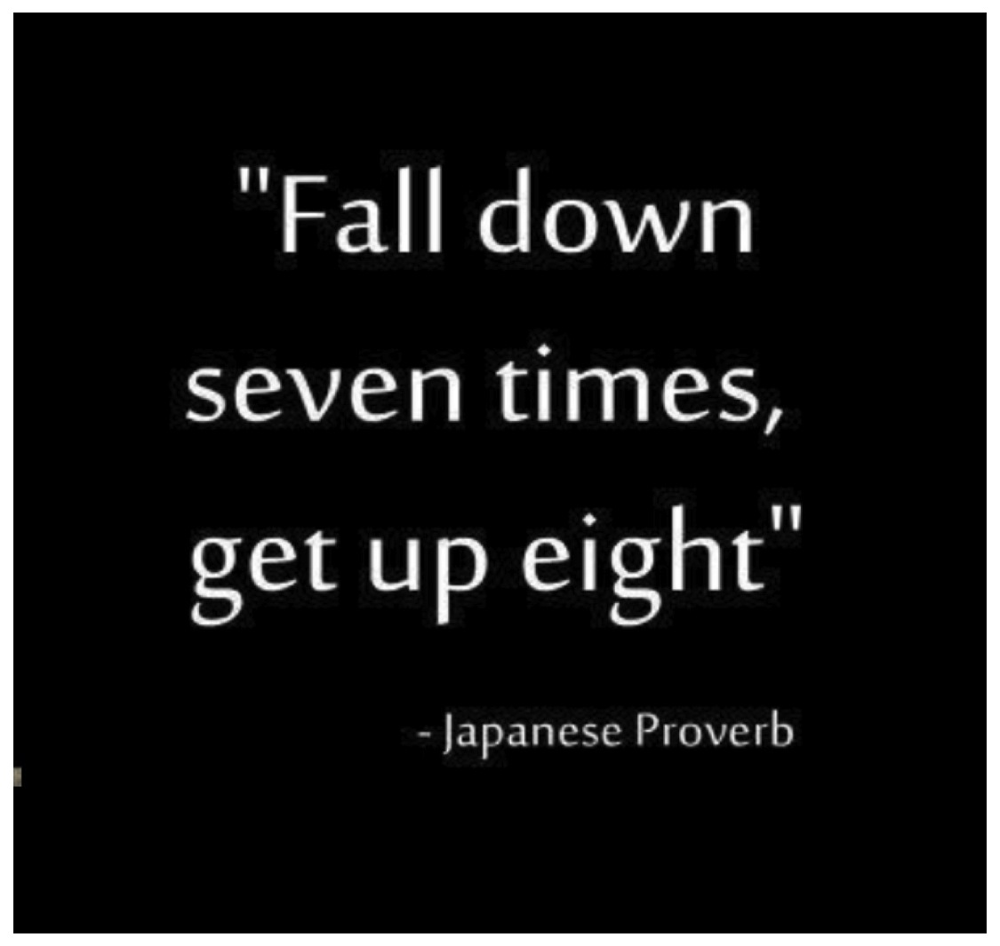 "Fall down
seven times,
get up eight"
- Japanese Proverb